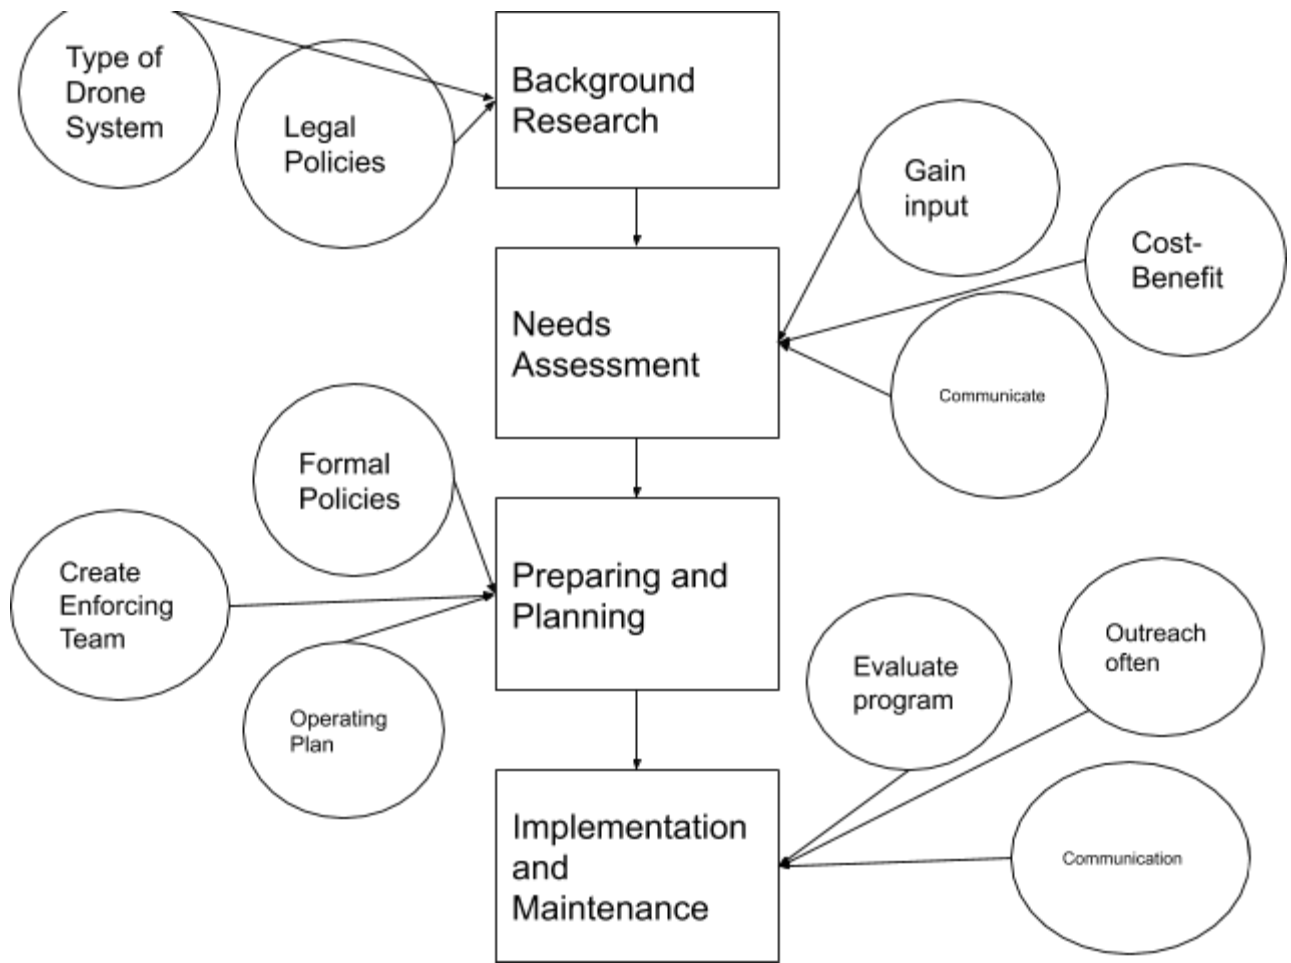 Type of
Drone
System
Legal
Policies
Background
Research
Gain
input
Cost-
Benefit
Needs
Assessment
Communicate
Formal
Policies
Create
Enforcing
Team
Operating
Plan
Preparing and
Planning
Evaluate
program
Outreach
often
Communication
Implementation
and
Maintenance